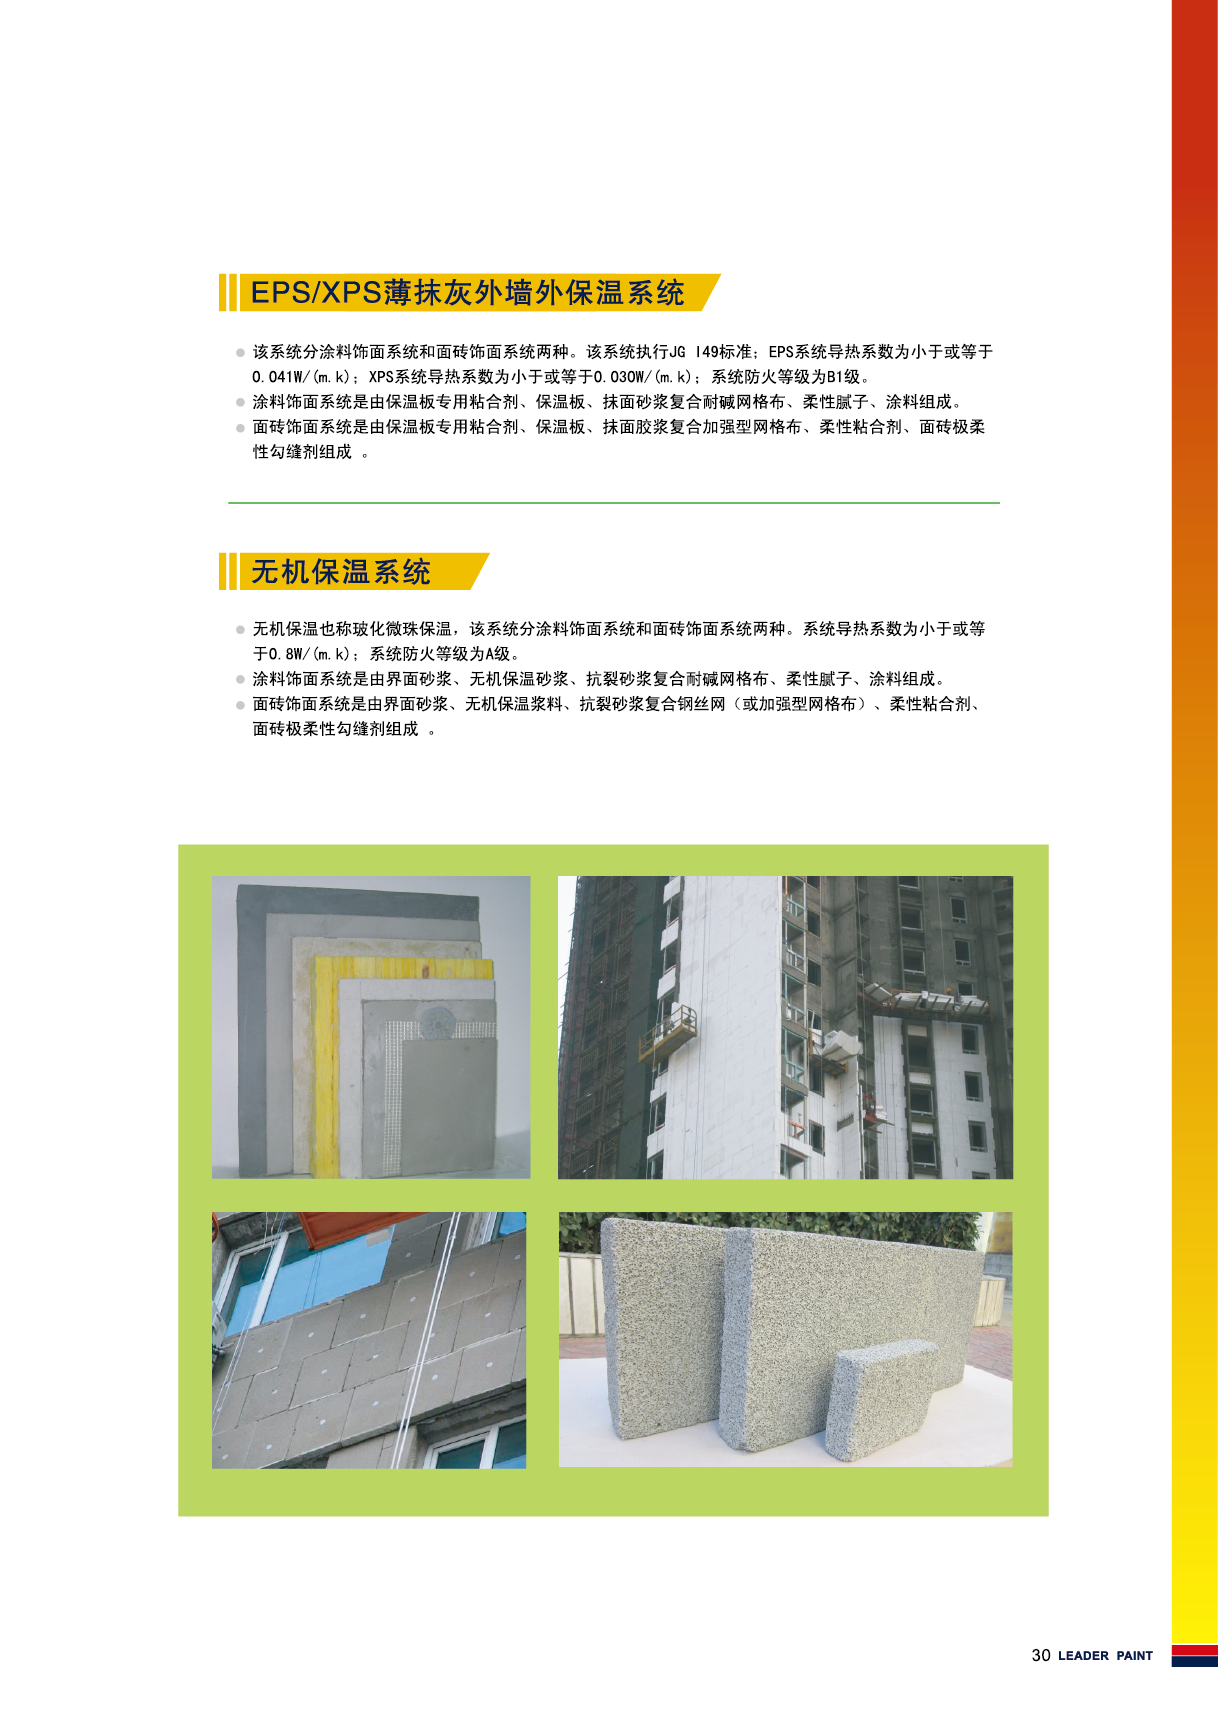 EPS/XPS薄抹灰外墙外保温系统
该系统分涂料饰面系统和面砖饰面系统两种。该系统执行JG 149标准；EPS系统导热系数为小于或等于
0.041W/(m.k)；XPS系统导热系数为小于或等于0.030W/(m.k)；系统防火等级为B1级。
涂料饰面系统是由保温板专用粘合剂、保温板、抹面砂浆复合耐碱网格布、柔性腻子、涂料组成。
面砖饰面系统是由保温板专用粘合剂、保温板、抹面胶浆复合加强型网格布、柔性粘合剂、面砖极柔
性勾缝剂组成 。
无机保温系统
无机保温也称玻化微珠保温，该系统分涂料饰面系统和面砖饰面系统两种。系统导热系数为小于或等
于0.8W/(m.k)；系统防火等级为A级。
涂料饰面系统是由界面砂浆、无机保温砂浆、抗裂砂浆复合耐碱网格布、柔性腻子、涂料组成。
面砖饰面系统是由界面砂浆、无机保温浆料、抗裂砂浆复合钢丝网（或加强型网格布）、柔性粘合剂、
面砖极柔性勾缝剂组成 。
30 LEADER PAINT